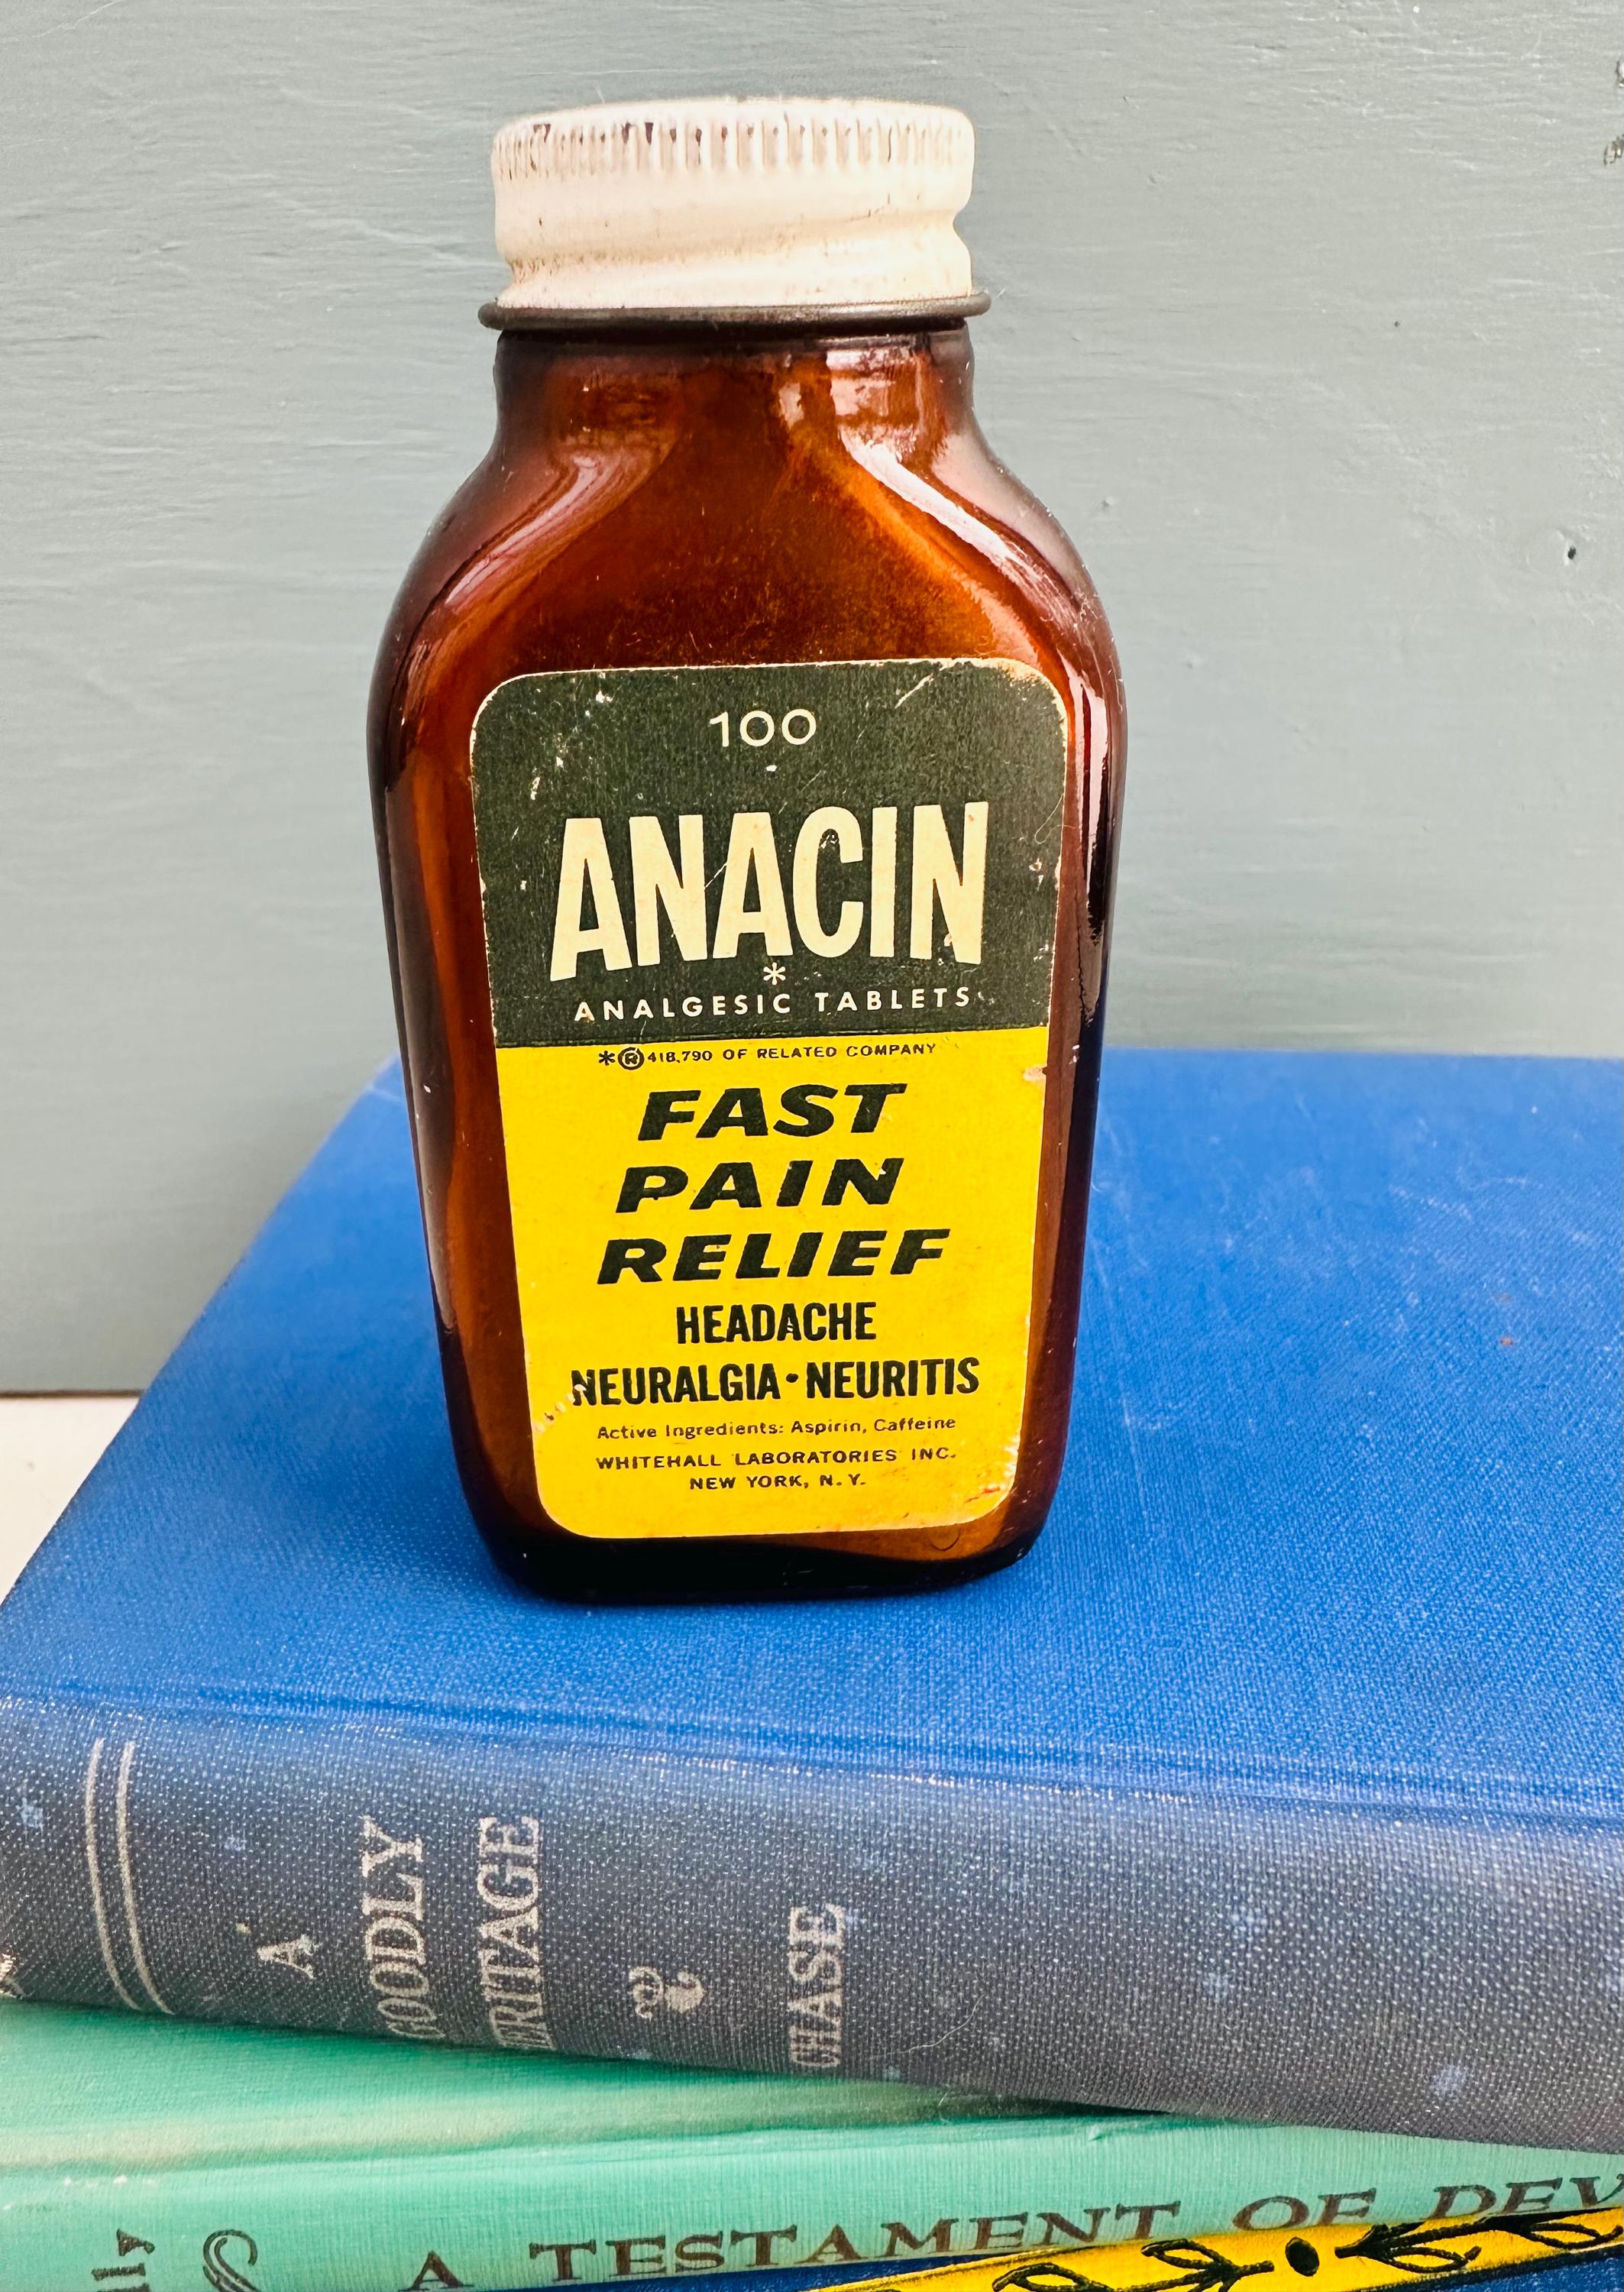 100
ANACIN
*
ANALGESIC TABLETS
*® 418,790 OF RELATED COMPANY
FAST
PAIN
RELIEF
HEADACHE
NEURALGIA • NEURITIS
Active Ingredients: Aspirin, Caffeine
WHITEHALL LABORATORIES INC.
NEW YORK, N.Y.
A
GOODLY
HERITAGE
CHASE
A TESTAMENT OF DEV